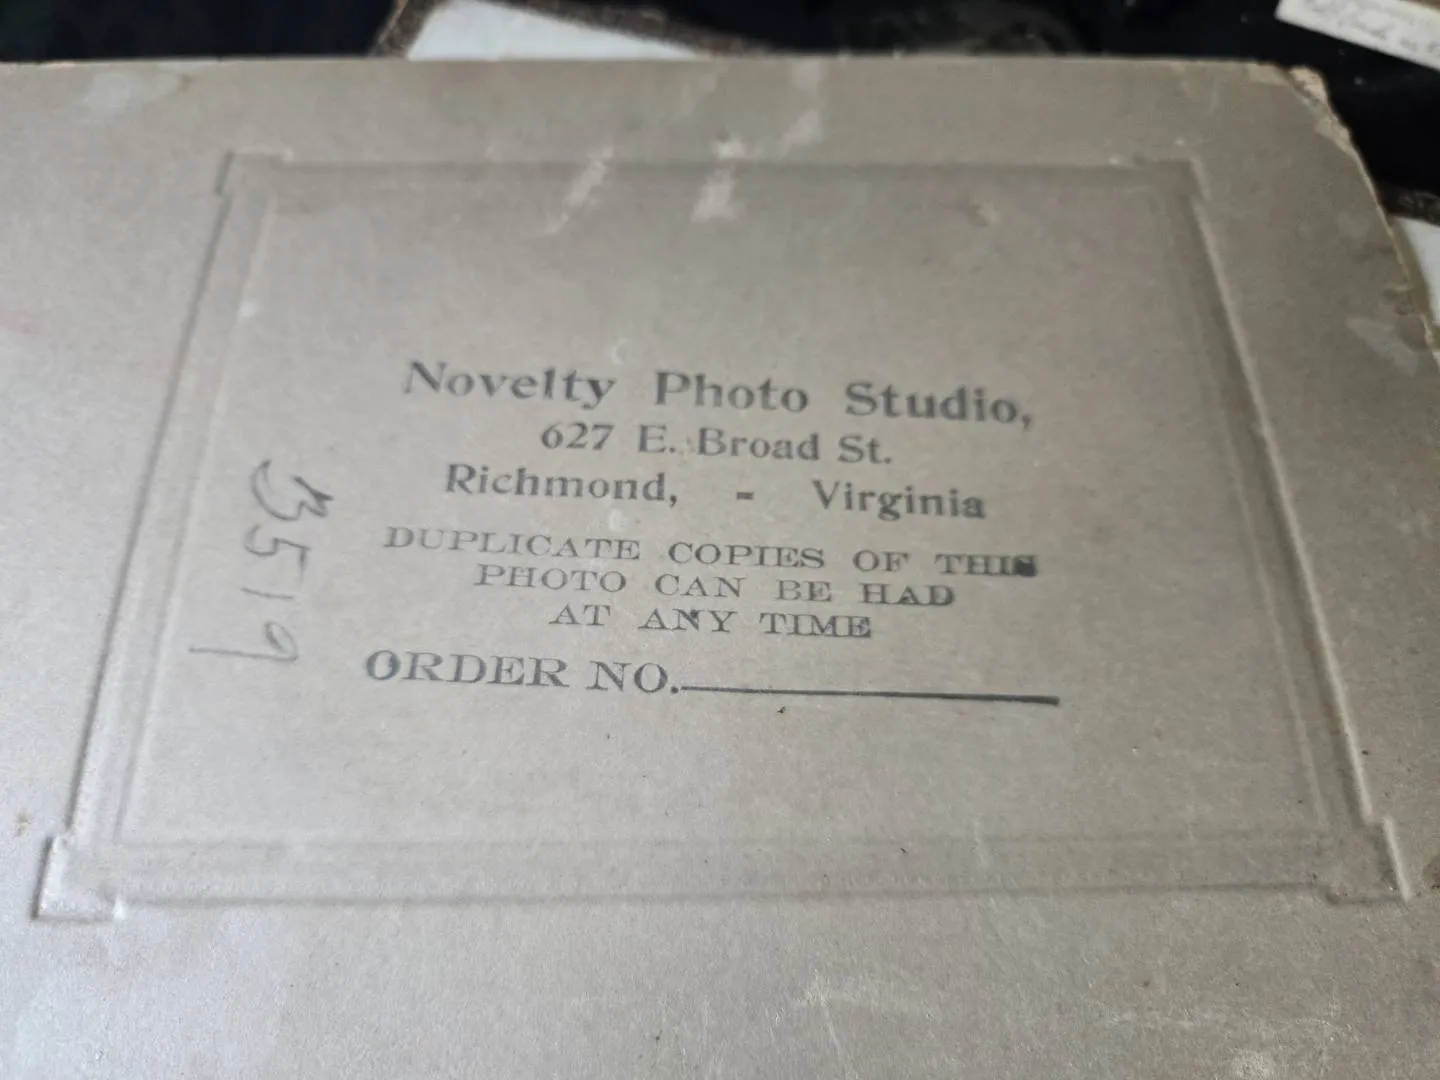 Novelty Photo Studio,
627 E. Broad St.
Richmond, - Virginia
DUPLICATE COPIES OF THIS
PHOTO CAN BE HAD
AT ANY TIME
ORDER NO.
B5519